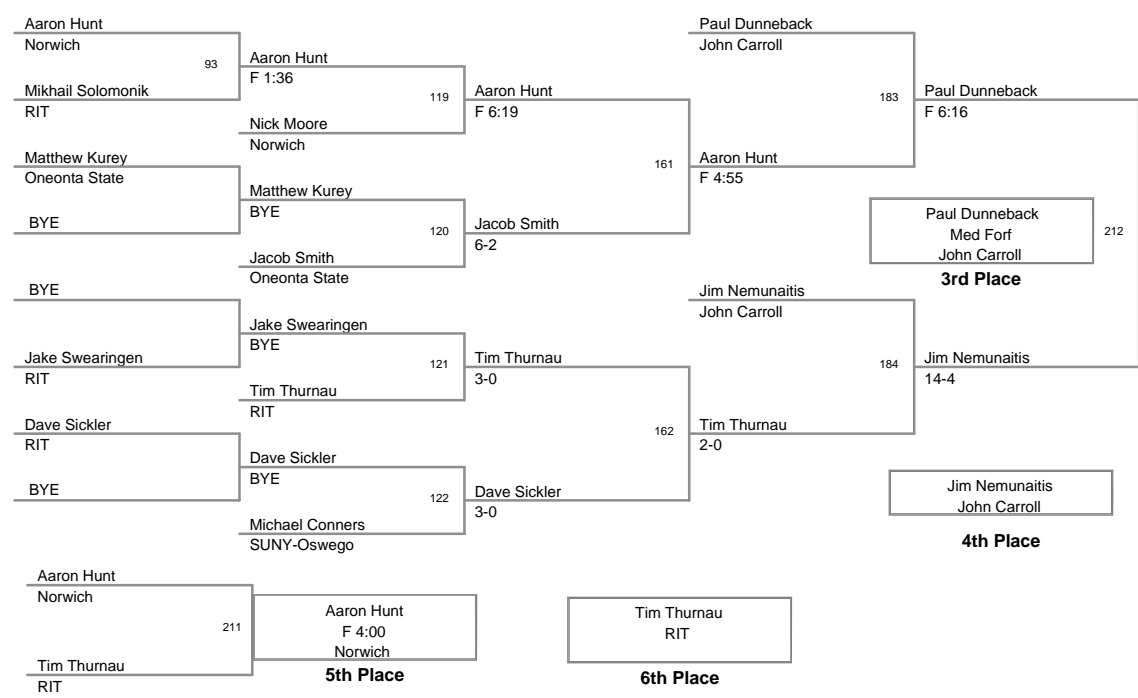 Aaron Hunt
Norwich
93
Mikhail Solomonik
RIT
Matthew Kurey
Oneonta State
BYE
BYE
Jake Swearingen
RIT
Dave Sickler
RIT
BYE
Aaron Hunt
F 1:36
119
Nick Moore
Norwich
Matthew Kurey
BYE
120
Jacob Smith
Oneonta State
Jake Swearingen
BYE
121
Tim Thurnau
RIT
Dave Sickler
BYE
122
Michael Conners
SUNY-Oswego
Aaron Hunt
F 6:19
161
Jacob Smith
6-2
Tim Thurnau
3-0
162
Dave Sickler
3-0
Paul Dunneback
John Carroll
183
Aaron Hunt
F 4:55
Jim Nemunaitis
John Carroll
184
Tim Thurnau
2-0
Paul Dunneback
F 6:16
212
Jim Nemunaitis
14-4
Paul Dunneback
Med Forf
John Carroll
3rd Place
Jim Nemunaitis
John Carroll
4th Place
Aaron Hunt
Norwich
211
Tim Thurnau
RIT
Aaron Hunt
F 4:00
Norwich
5th Place
Tim Thurnau
RIT
6th Place